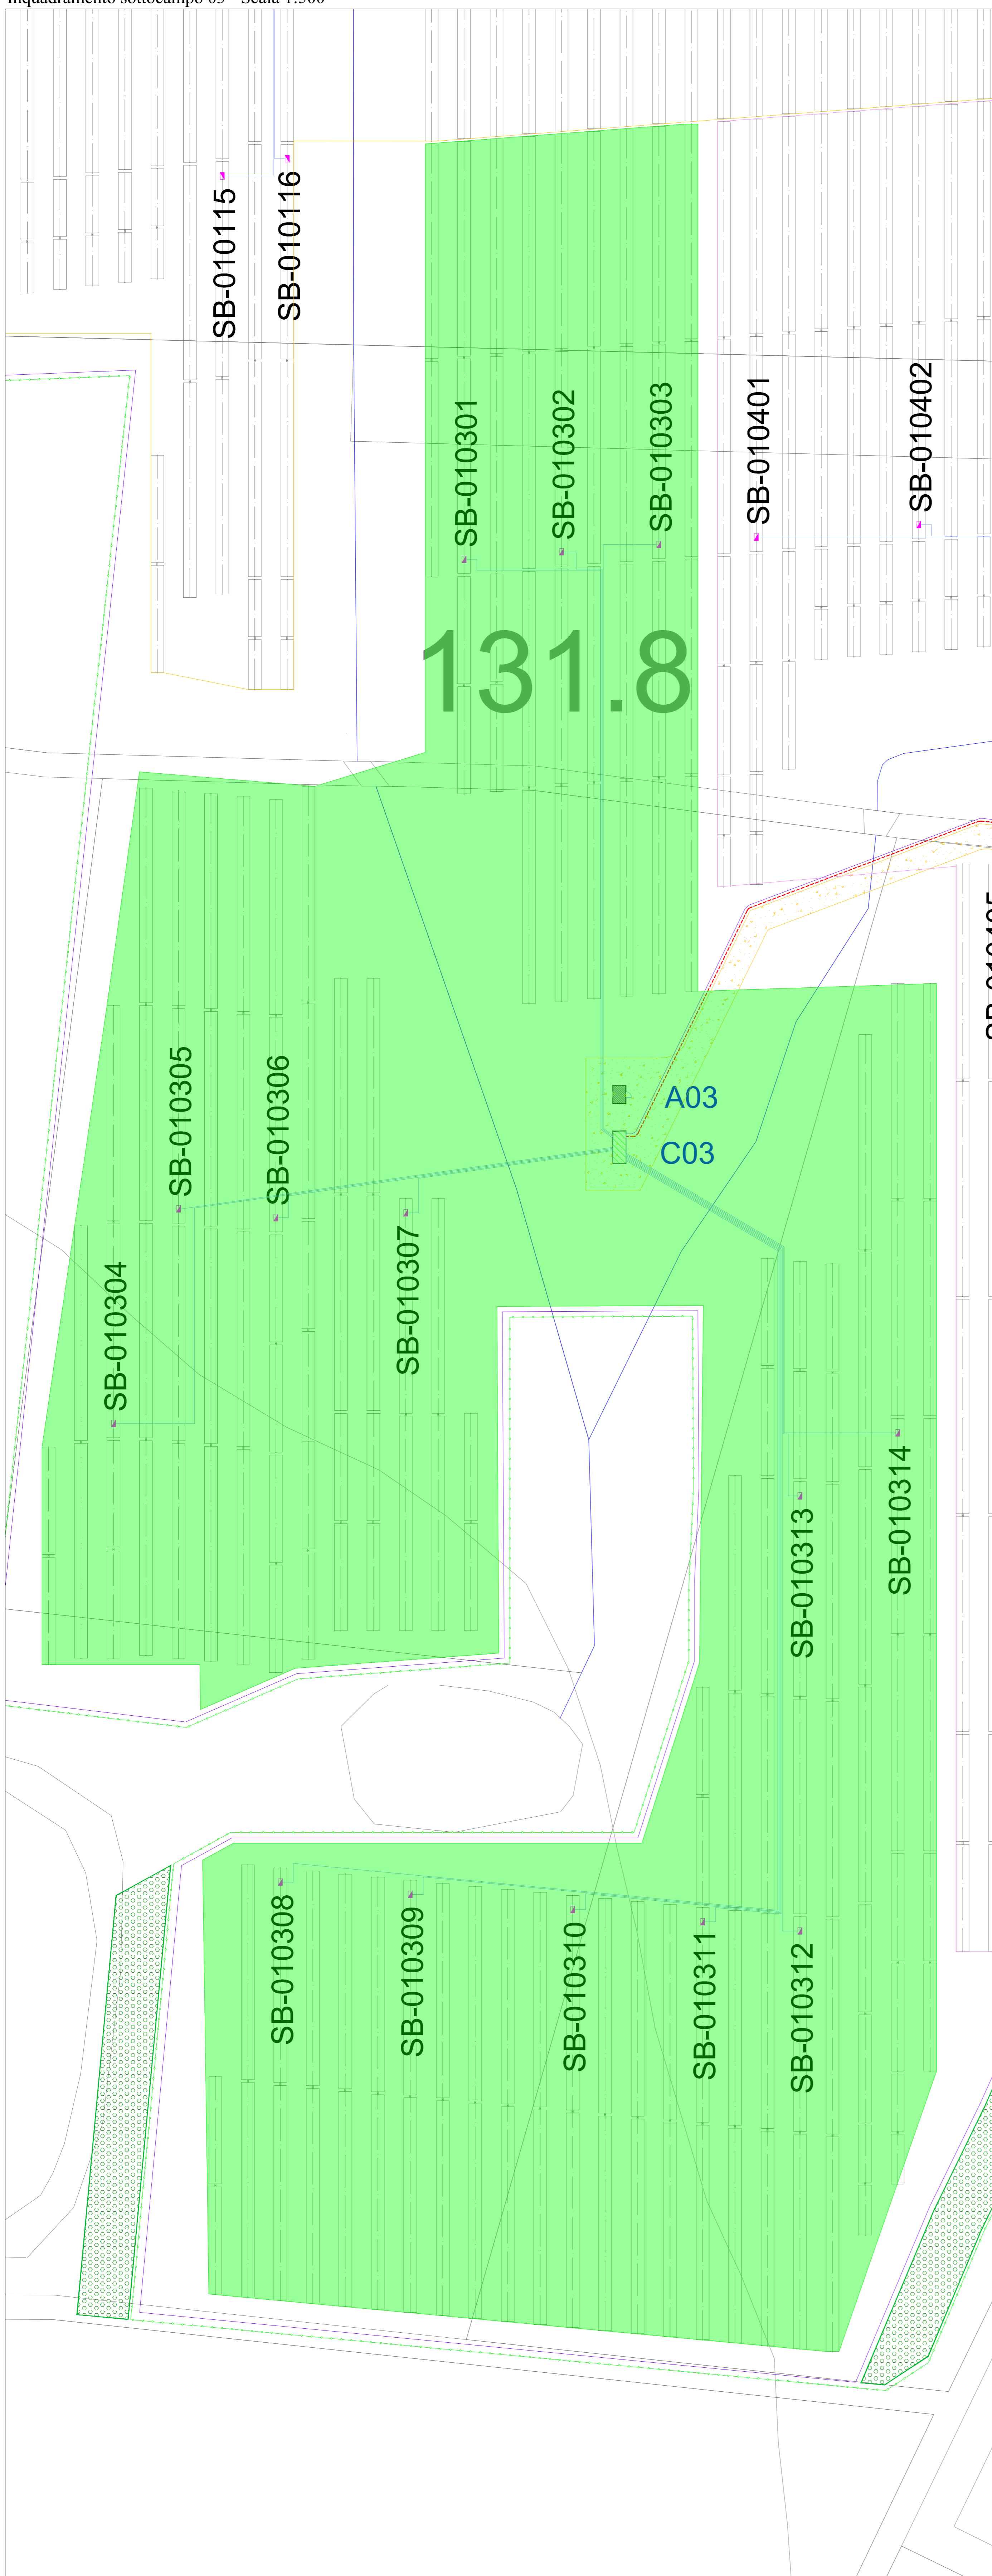 Inquadramento sottocampo 03 - Scala 1:500
SB-010115
SB-010116
SB-010301
SB-010302
SB-010303
SB-010401
SB-010402
131.8
SB-010405
A03
C03
SB-010305
SB-010306
SB-010304
SB-010307
SB-010314
SB-010313
SB-010308
SB-010309
SB-010310
SB-010311
SB-010312